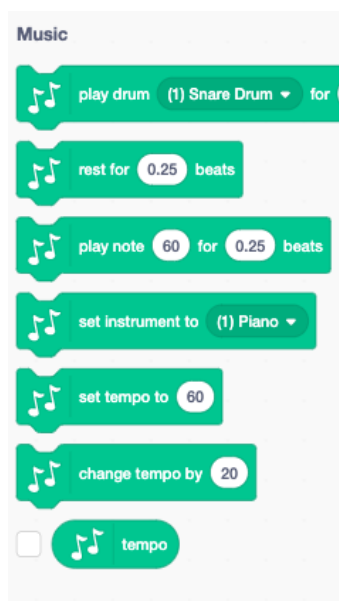 Music
play drum (1) Snare Drum for
rest for 0.25 beats
play note 60 for 0.25 beats
set instrument to (1) Piano
set tempo to 60
change tempo by 20
tempo